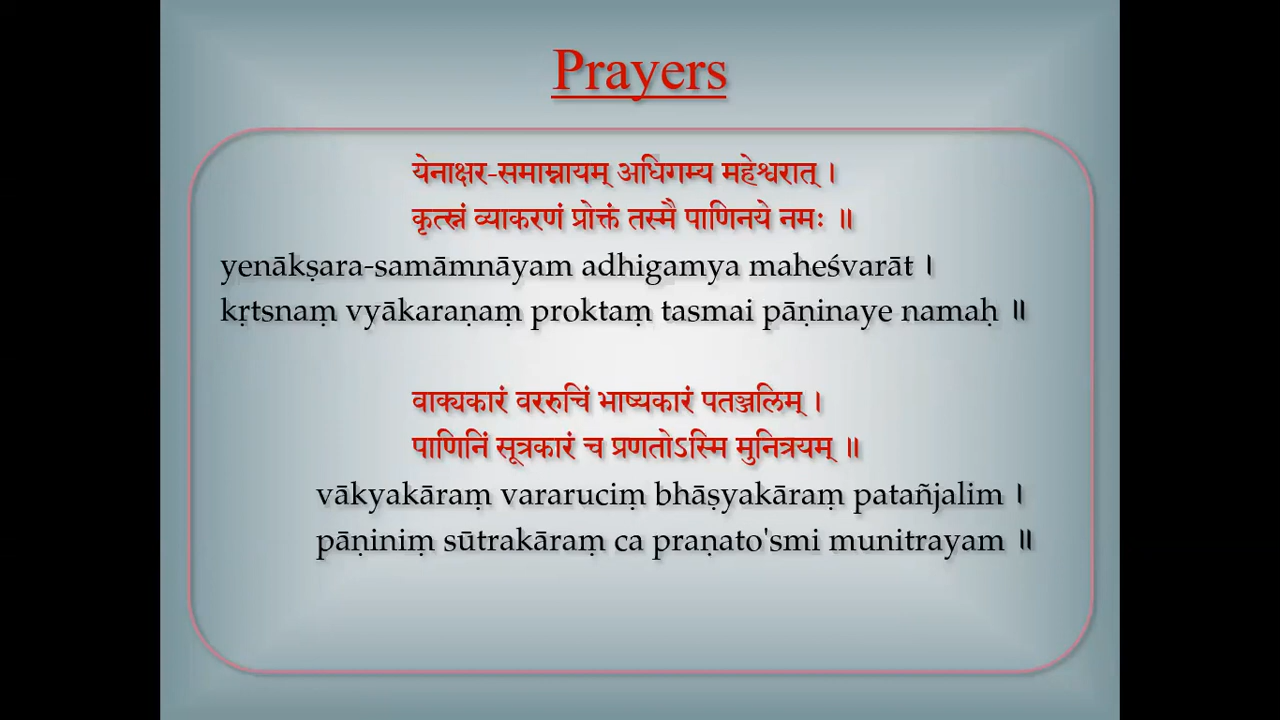 Prayers
येनाक्षर-समाम्नायम् अधिगम्य महेश्वरात् ।
कृत्स्नं व्याकरणं प्रोक्तं तस्मै पाणिनये नमः ॥
yenākṣara-samāmnāyam adhigamya maheśvarāt ।
kṛtsnaṃ vyākaraṇaṃ proktaṃ tasmai pāṇinaye namaḥ ॥
वाक्यकारं वररुचिं भाष्यकारं पतञ्जलिम् ।
पाणिनिं सूत्रकारं च प्रणतोऽस्मि मुनित्रयम् ॥
vākyakāraṃ vararuciṃ bhāṣyakāraṃ patañjalim ।
pāṇiniṃ sūtrakāraṃ ca praṇato'smi munitrayam ॥